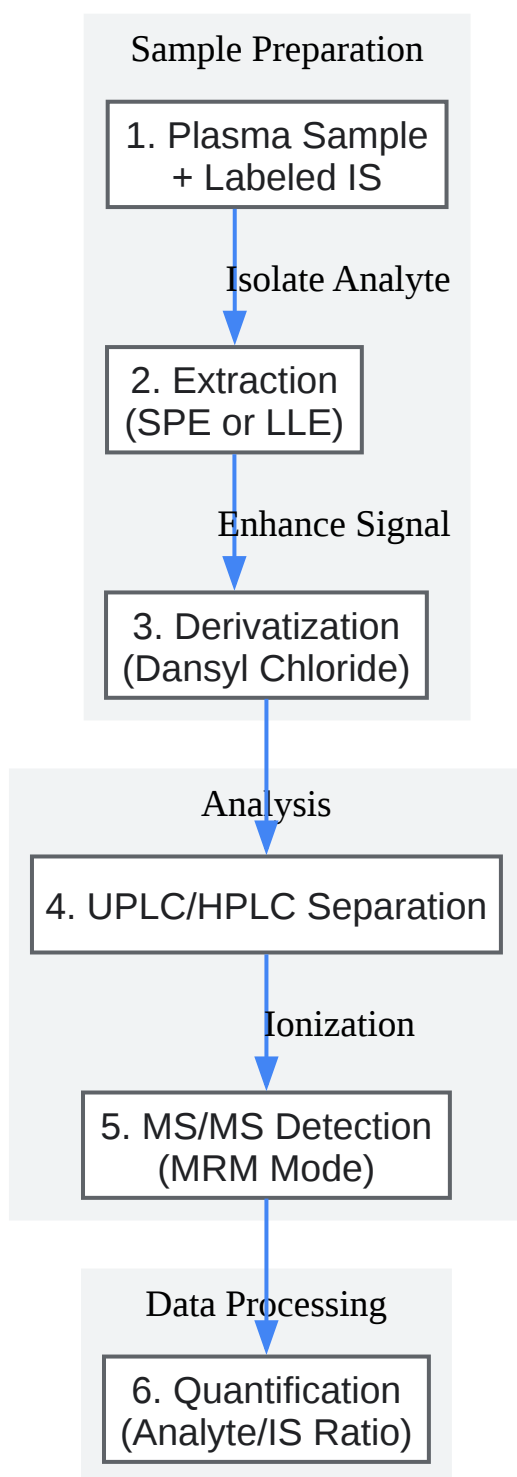 Sample Preparation
1. Plasma Sample
+ Labeled IS
Isolate Analyte
2. Extraction
(SPE or LLE)
Enhance Signal
3. Derivatization
(Dansyl Chloride)
Analysis
4. UPLC/HPLC Separation
Ionization
5. MS/MS Detection
(MRM Mode)
Data Processing
6. Quantification
(Analyte/IS Ratio)